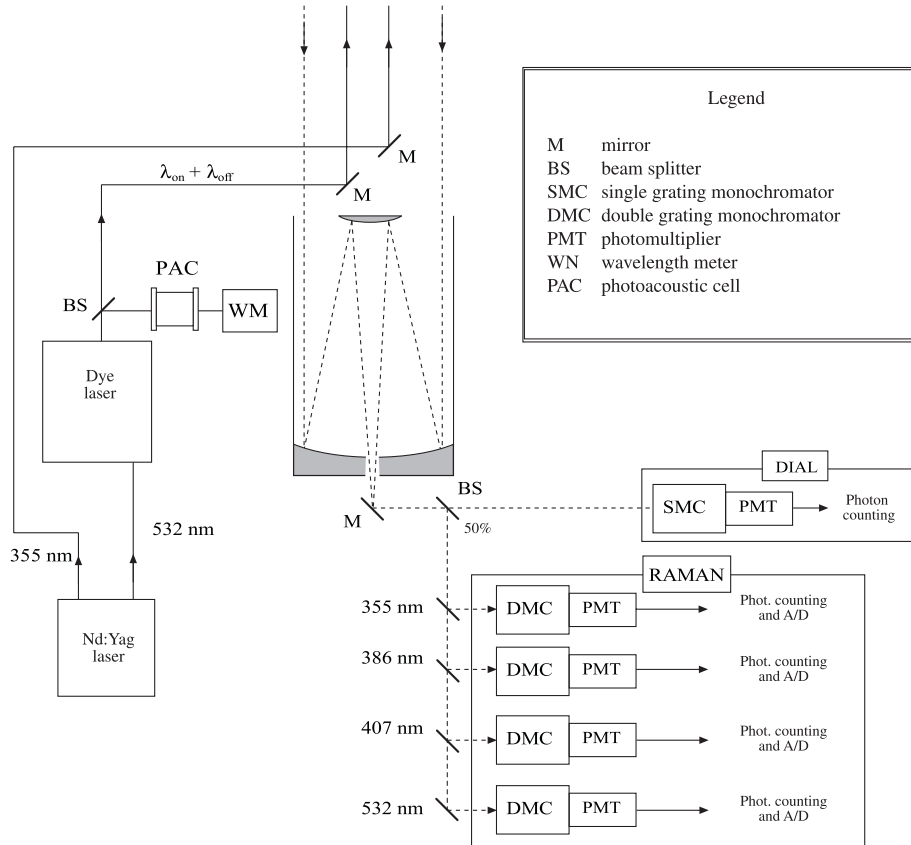 Legend
M mirror
BS beam splitter
SMC single grating monochromator
DMC double grating monochromator
PMT photomultiplier
WN wavelength meter
PAC photoacoustic cell
M
λon + λoff
M
PAC
BS
WM
Dye
laser
BS
M
50%
DIAL
SMC
PMT
Photon
counting
532 nm
355 nm
RAMAN
Nd:Yag
laser
355 nm
DMC
PMT
Phot. counting
and A/D
386 nm
DMC
PMT
Phot. counting
and A/D
407 nm
DMC
PMT
Phot. counting
and A/D
532 nm
DMC
PMT
Phot. counting
and A/D